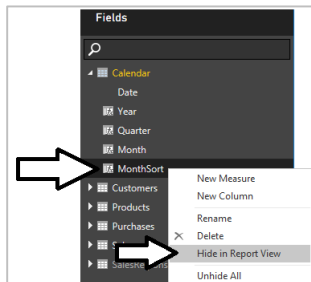 Fields
Calendar
Date
Year
Quarter
Month
MonthSort
Customers
Products
Purchases
New Measure
New Column
Rename
Delete
Hide in Report View
Unhide All